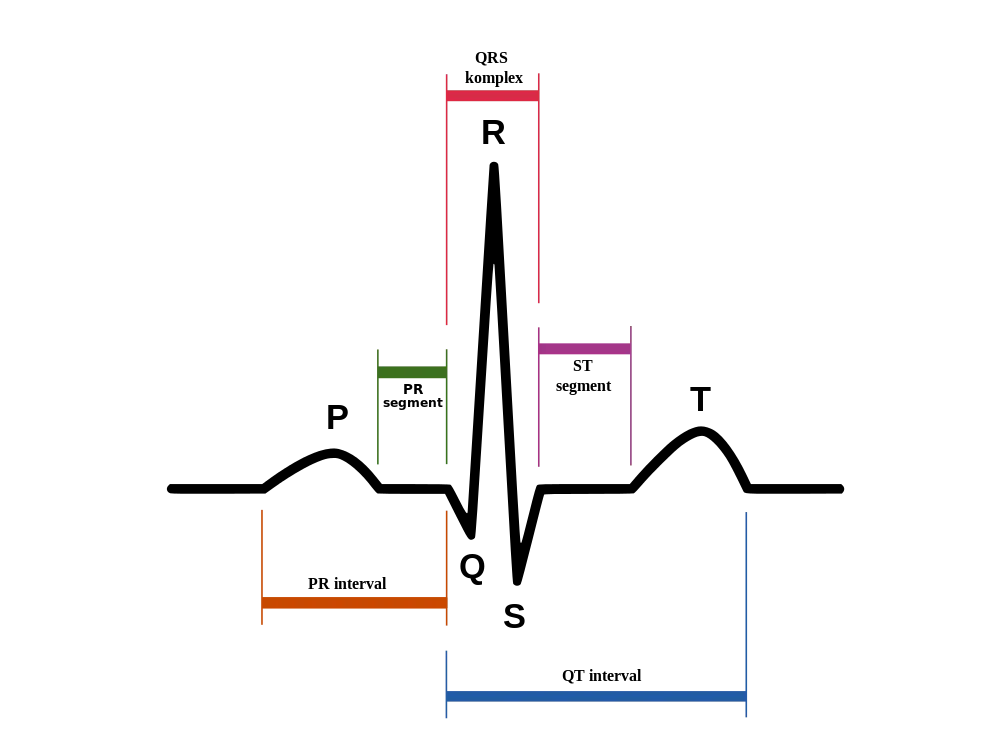 QRS
komplex
R
PR
segment
ST
segment
P
T
Q
S
PR interval
QT interval